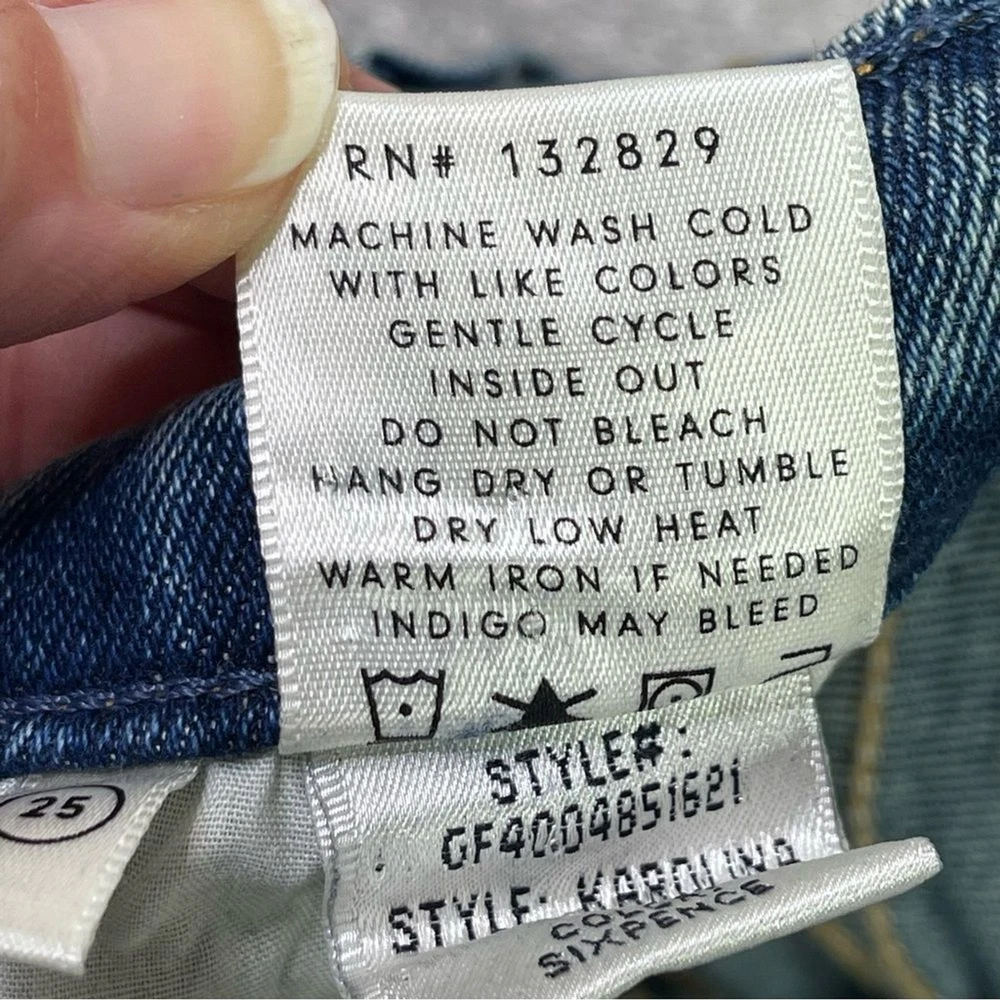 RN# 132829
MACHINE WASH COLD
WITH LIKE COLORS
GENTLE CYCLE
INSIDE OUT
DO NOT BLEACH
HANG DRY OR TUMBLE
DRY LOW HEAT
WARM IRON IF NEEDED
INDIGO MAY BLEED
STYLE#:
GF4004851621
STYLE:
SIXPENCE
25